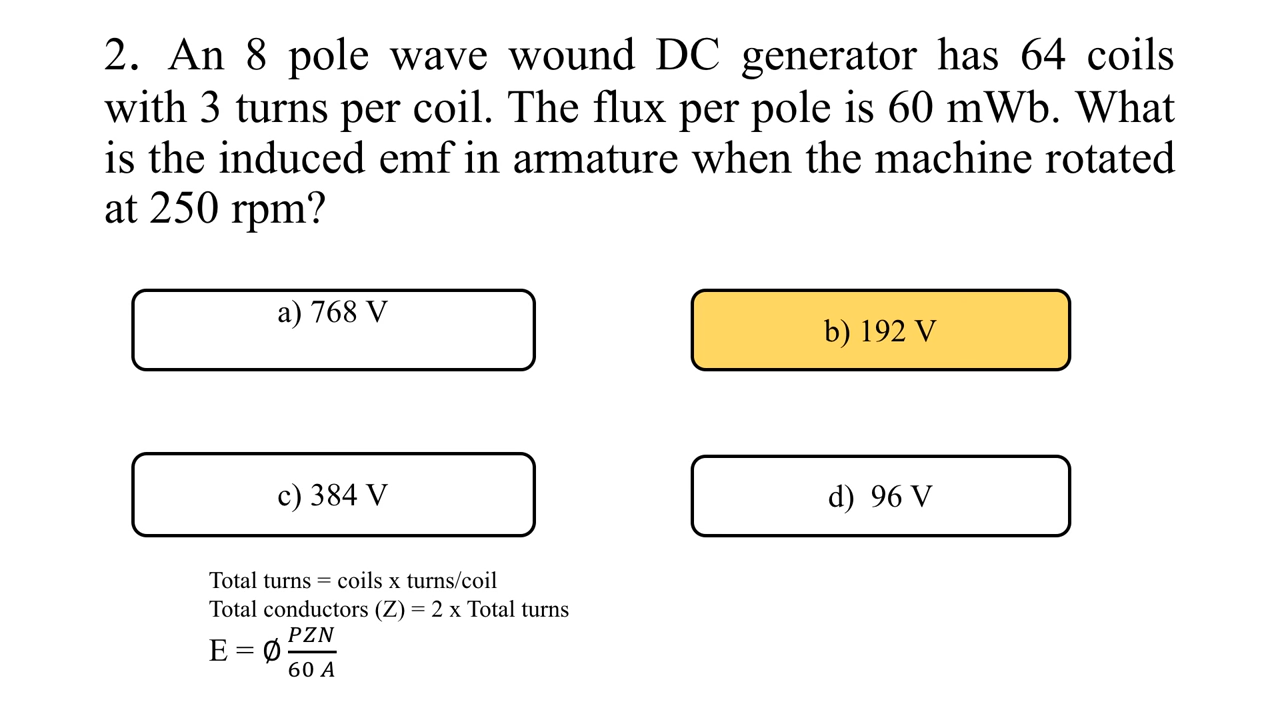 2. An 8 pole wave wound DC generator has 64 coils
with 3 turns per coil. The flux per pole is 60 mWb. What
is the induced emf in armature when the machine rotated
at 250 rpm?
a) 768 V
b) 192 V
c) 384 V
d) 96 V
Total turns = coils x turns/coil
Total conductors (Z) = 2 x Total turns
E = ∅ PZN / 60 A